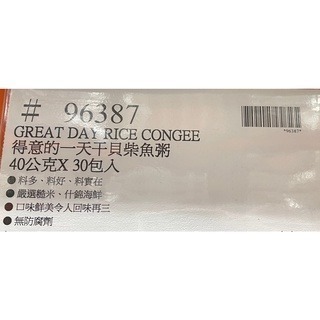 # 96387
GREAT DAY RICE CONGEE
得意的一天干貝柴魚粥
40公克X 30包入
●料多、料好、料實在
●嚴選糙米、什錦海鮮
●口味鮮美令人回味再三
●無防腐劑
*96387*